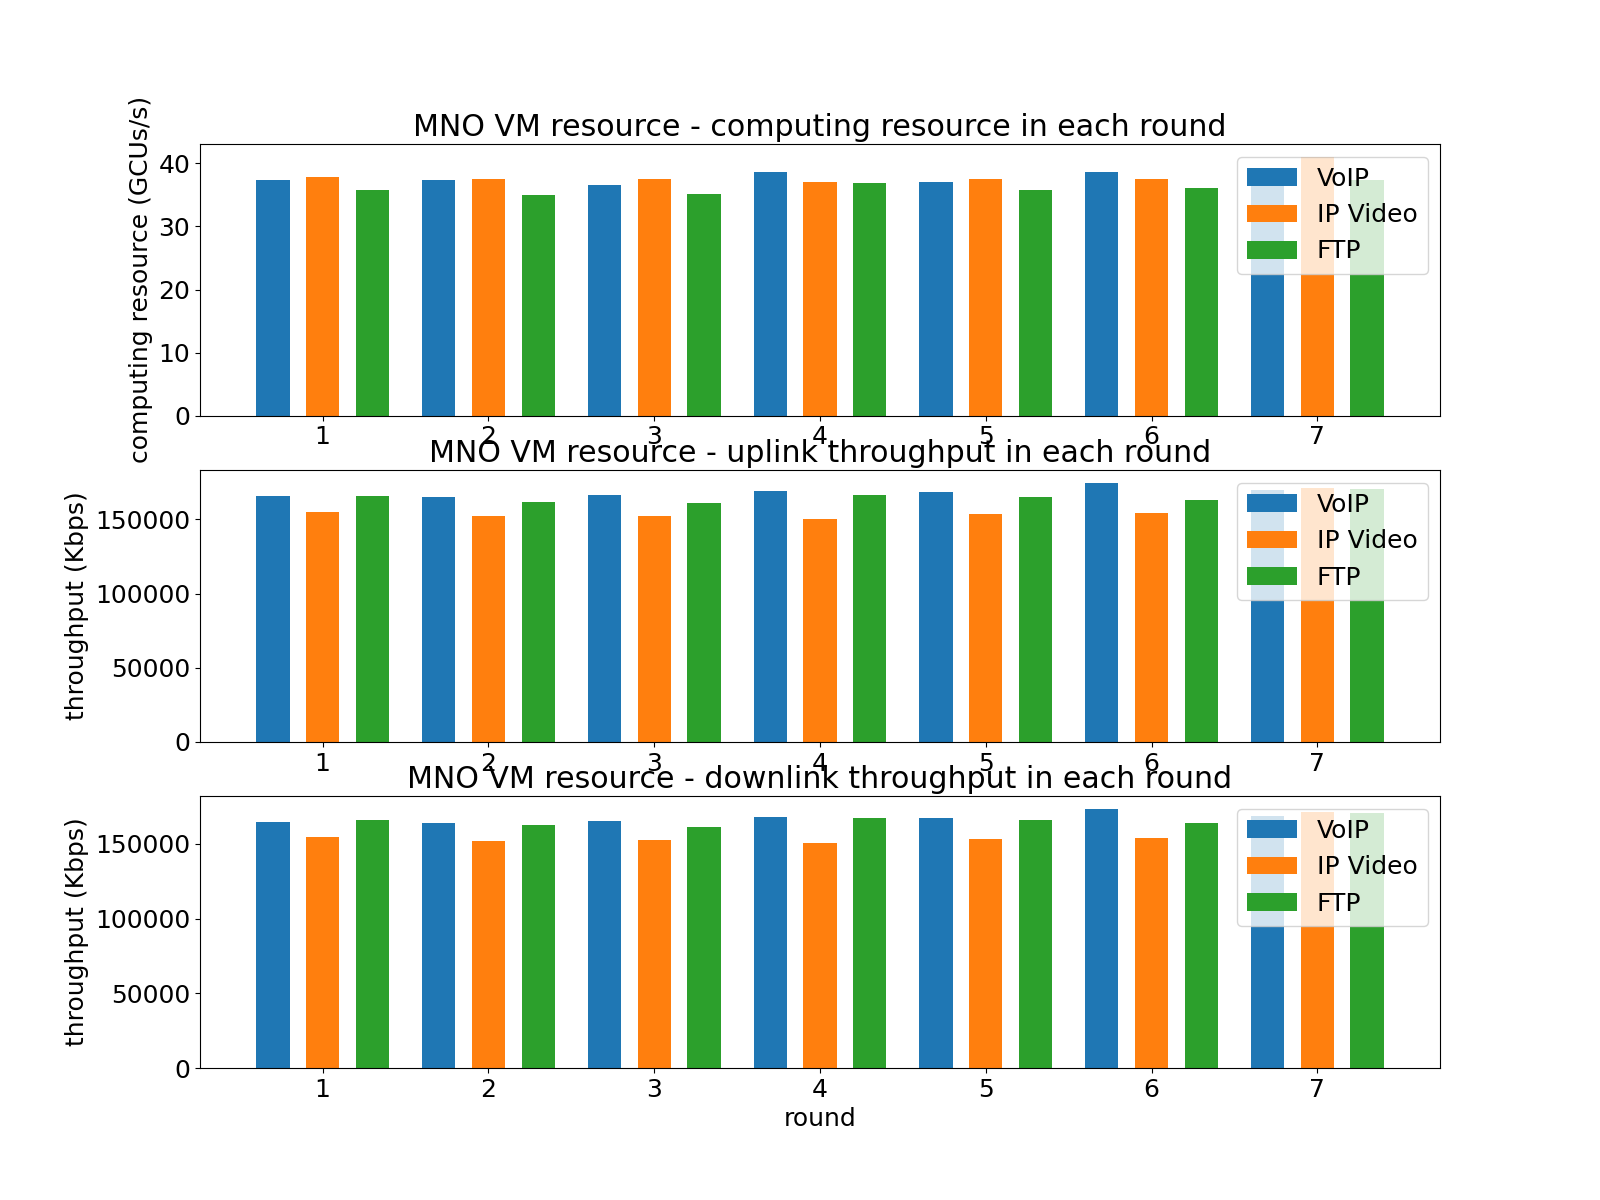 MNO VM resource - computing resource in each round
computing resource (GCUs/s)
40
30
20
10
0
VoIP
IP Video
FTP
1 2 3 4 5 6 7
MNO VM resource - uplink throughput in each round
throughput (Kbps)
150000
100000
50000
0
VoIP
IP Video
FTP
1 2 3 4 5 6 7
MNO VM resource - downlink throughput in each round
throughput (Kbps)
150000
100000
50000
0
VoIP
IP Video
FTP
1 2 3 4 5 6 7
round